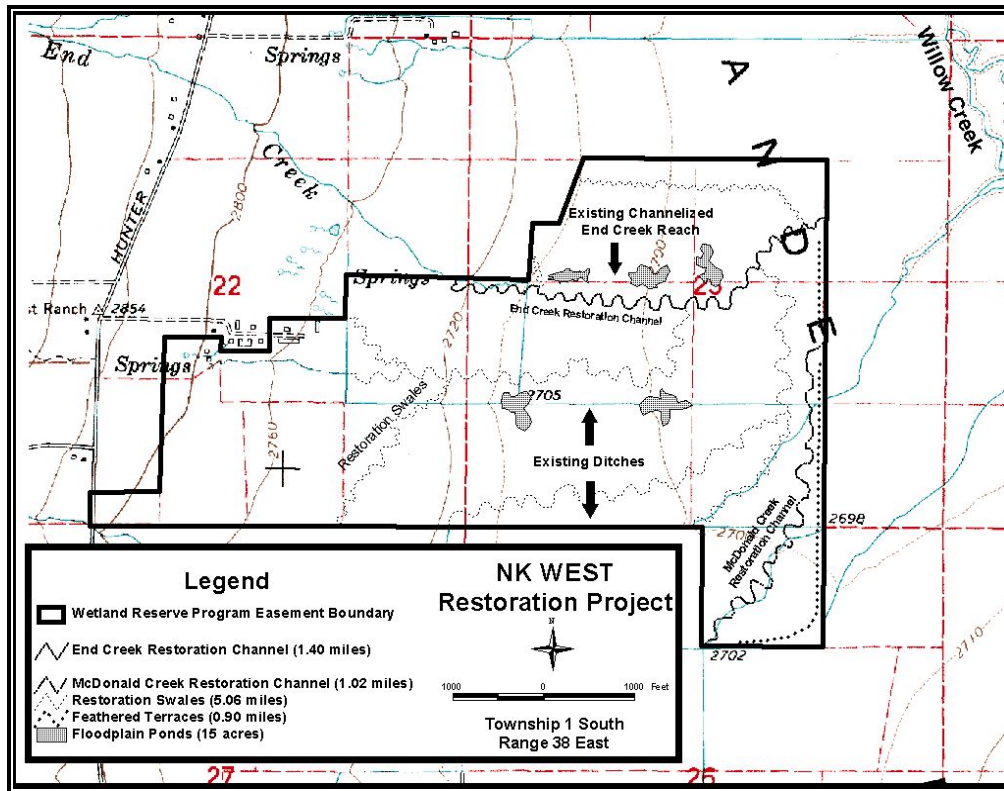 End
Springs
Willow Creek
A
N
D
E
Creek
HUNTER
2800
Existing Channelized
End Creek Reach
2700
22
Springs
23
End Creek Restoration Channel
st Ranch
2854
2720
Springs
Restoration Swales
2705
2760
Existing Ditches
McDonald Creek
Restoration Channel
2698
2702
2710
Legend
Wetland Reserve Program Easement Boundary
End Creek Restoration Channel (1.40 miles)
McDonald Creek Restoration Channel (1.02 miles)
Restoration Swales (5.06 miles)
Feathered Terraces (0.90 miles)
Floodplain Ponds (15 acres)
NK WEST
Restoration Project
N
1000 0 1000 Feet
Township 1 South
Range 38 East
27
26